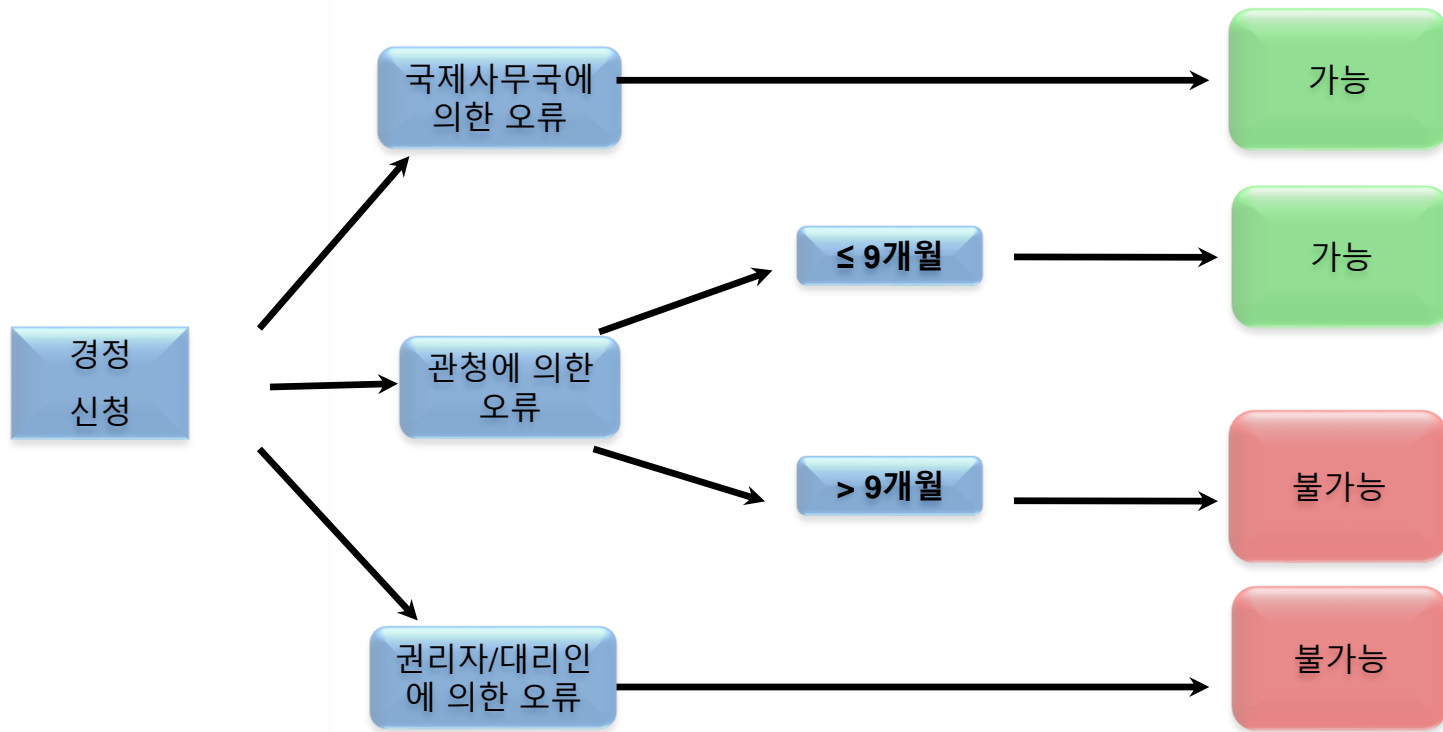 국제사무국에
의한 오류
가능
≤ 9개월
가능
경정
신청
관청에 의한
오류
> 9개월
불가능
권리자/대리인
에 의한 오류
불가능